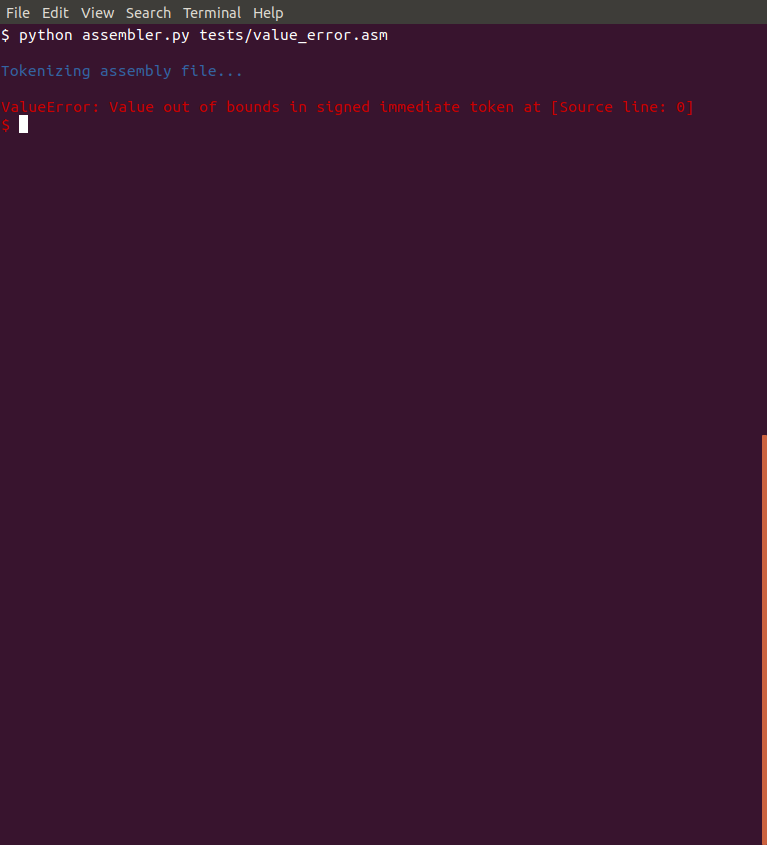 File Edit View Search Terminal Help
$ python assembler.py tests/value_error.asm
Tokenizing assembly file...
ValueError: Value out of bounds in signed immediate token at [Source line: 0]
$